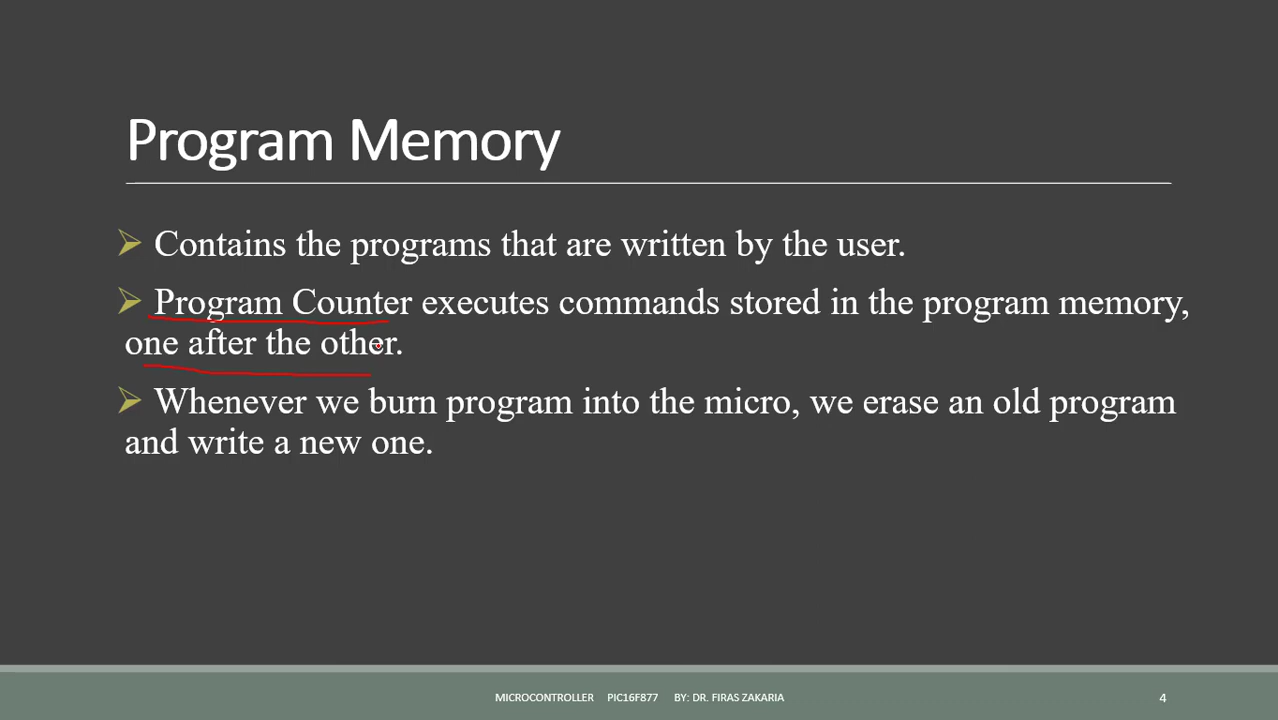 Program Memory
Contains the programs that are written by the user.
Program Counter executes commands stored in the program memory,
one after the other.
Whenever we burn program into the micro, we erase an old program
and write a new one.
MICROCONTROLLER PIC16F877 BY: DR. FIRAS ZAKARIA 4